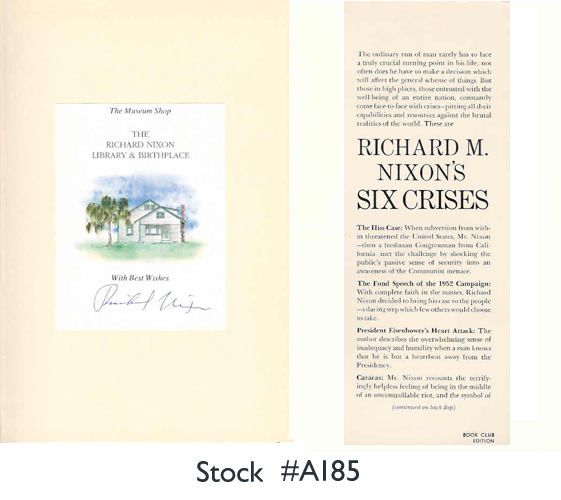 The Museum Shop
THE
RICHARD NIXON
LIBRARY & BIRTHPLACE
With Best Wishes
Richard Nixon
The ordinary run of man rarely has to face
a truly crucial turning point in his life; not
often does he have to make a decision which
will affect the general scheme of things. But
those in high places, those entrusted with the
well-being of an entire nation, constantly
come face to face with crises—pitting all their
capabilities and resources against the brutal
realities of the world. These are
RICHARD M.
NIXON'S
SIX CRISES
The Hiss Case: When subversion from with-
in threatened the United States, Mr. Nixon
—then a freshman Congressman from Cali-
fornia—met the challenge by shocking the
public's passive sense of security into an
awareness of the Communist menace.
The Fund Speech of the 1952 Campaign:
With complete faith in the masses, Richard
Nixon decided to bring his case to the people
—a daring step which few others would choose
to take.
President Eisenhower's Heart Attack: The
author describes the overwhelming sense of
inadequacy and humility when a man knows
that he is but a heartbeat away from the
Presidency.
Caracas: Mr. Nixon recounts the terrify-
ingly helpless feeling of being in the middle
of an uncontrollable riot, and the symbol of
(continued on back flap)
BOOK CLUB
EDITION
Stock #A185